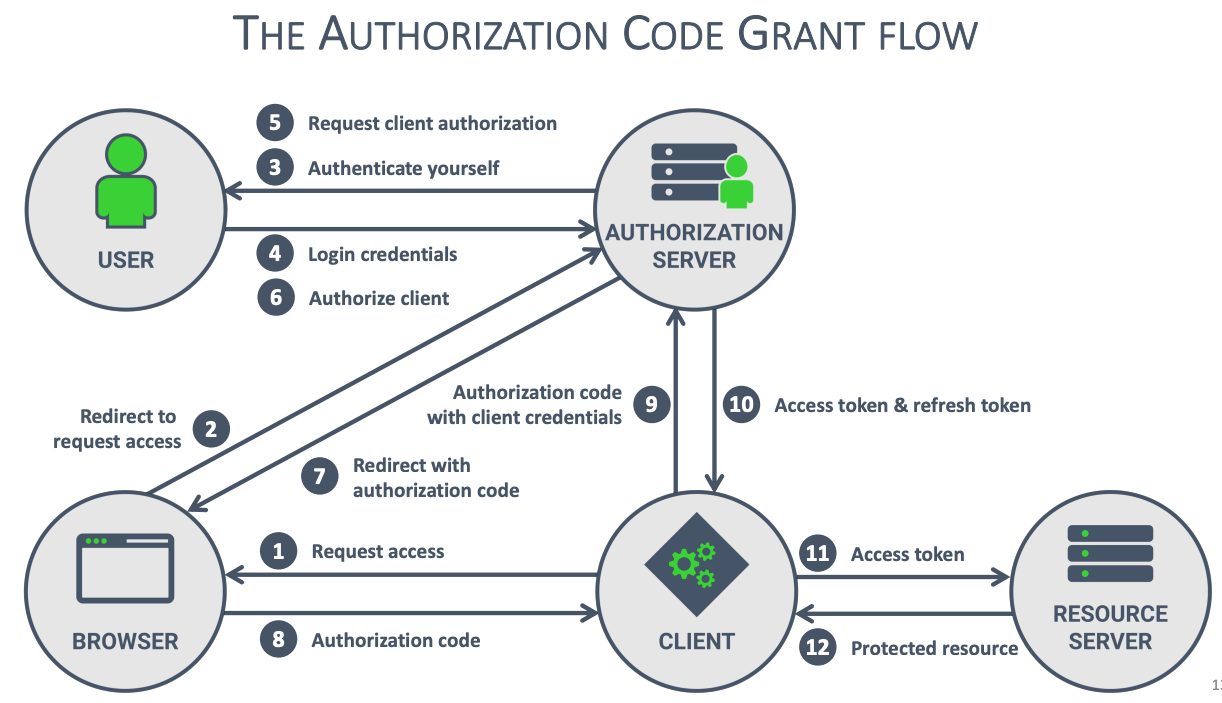 THE AUTHORIZATION CODE GRANT FLOW
5 Request client authorization
3 Authenticate yourself
USER
AUTHORIZATION
SERVER
4 Login credentials
6 Authorize client
Redirect to
request access
2
Authorization code
with client credentials
9
10 Access token & refresh token
7 Redirect with
authorization code
1 Request access
8 Authorization code
BROWSER
CLIENT
11 Access token
12 Protected resource
RESOURCE
SERVER